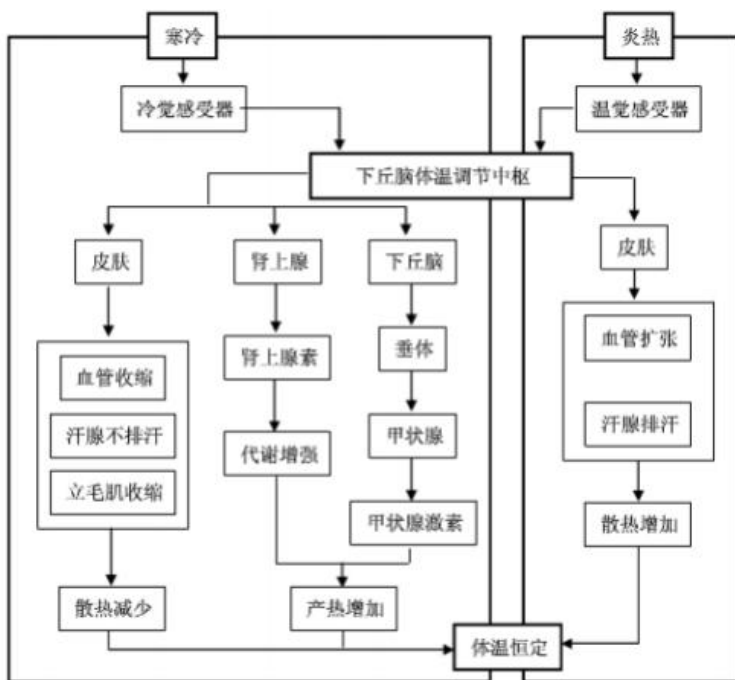 寒冷
炎热
冷觉感受器
温觉感受器
下丘脑体温调节中枢
皮肤
肾上腺
下丘脑
皮肤
血管收缩
汗腺不排汗
立毛肌收缩
肾上腺素
垂体
血管扩张
代谢增强
甲状腺
汗腺排汗
甲状腺激素
散热增加
散热减少
产热增加
体温恒定